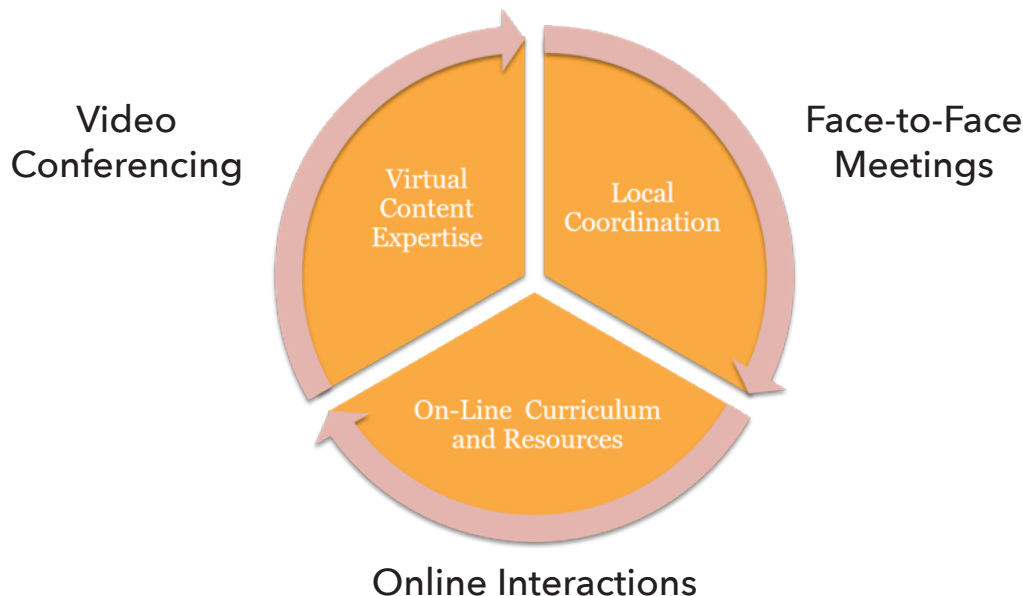 Video
Conferencing
Face-to-Face
Meetings
Virtual
Content
Expertise
Local
Coordination
On-Line Curriculum
and Resources
Online Interactions